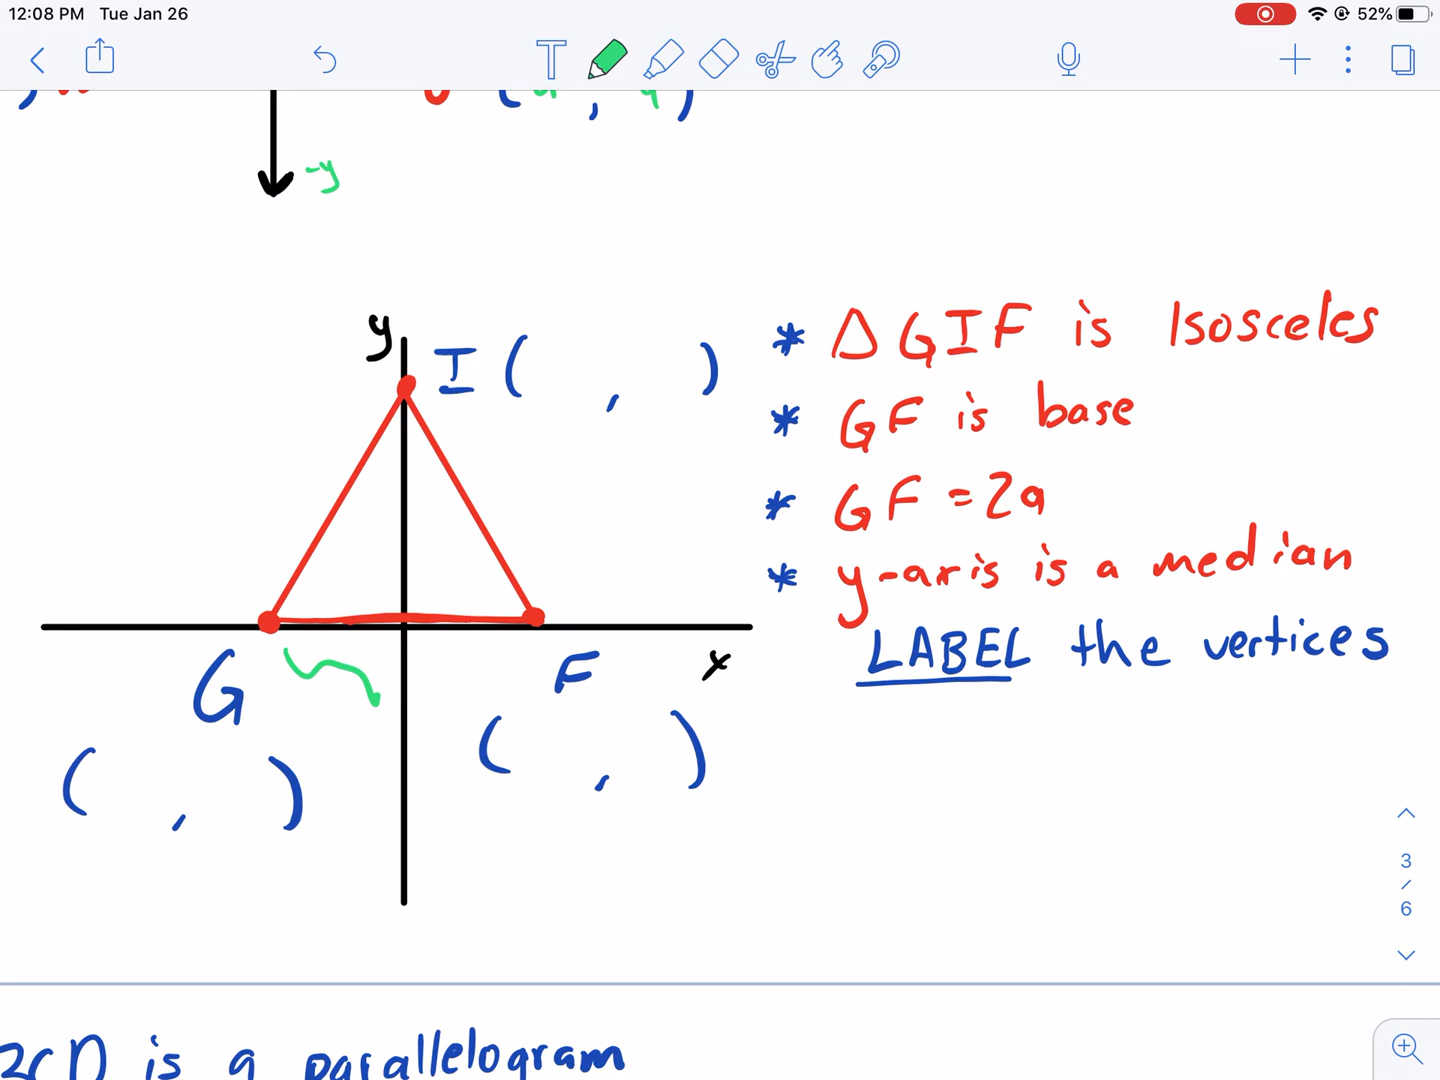 12:08 PM Tue Jan 26
52%
T
-y
y
I ( , )
* △ GIF is Isosceles
* GF is base
* GF = 2a
* y-axis is a median
LABEL the vertices
G
F
x
( , )
( , )
3
/
6
is a parallelogram